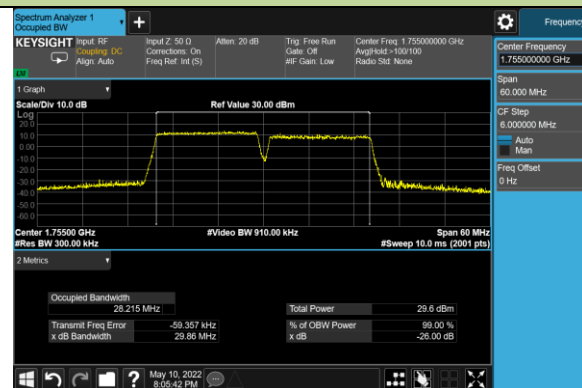 Spectrum Analyzer 1
Occupied BW
Frequency
KEYSIGHT
Input: RF
Coupling: DC
Align: Auto
Input Z: 50 Ω
Corrections: On
Freq Ref: Int (S)
Atten: 20 dB
Trig: Free Run
Gate: Off
#IF Gain: Low
Center Freq: 1.755000000 GHz
Avg|Hold:>100/100
Radio Std: None
Center Frequency
1.755000000 GHz
Span
60.000 MHz
CF Step
6.000000 MHz
Auto
Man
Freq Offset
0 Hz
1 Graph
Scale/Div 10.0 dB
Ref Value 30.00 dBm
Log
20.0
10.0
0.00
-10.0
-20.0
-30.0
-40.0
-50.0
-60.0
Center 1.75500 GHz
#Video BW 910.00 kHz
Span 60 MHz
#Res BW 300.00 kHz
#Sweep 10.0 ms (2001 pts)
2 Metrics
Occupied Bandwidth
28.215 MHz
Total Power 29.6 dBm
Transmit Freq Error -59.357 kHz
% of OBW Power 99.00 %
x dB Bandwidth 29.86 MHz
x dB -26.00 dB
May 10, 2022
8:05:42 PM